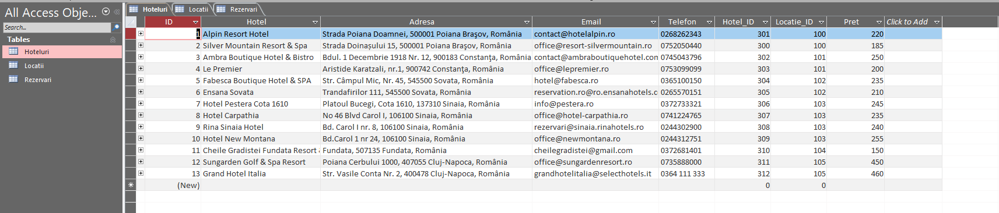 All Access Obje...
Hoteluri Locatii Rezervari
Search...
Tables
Hoteluri
Locatii
Rezervari
ID Hotel Adresa Email Telefon Hotel_ID Locatie_ID Pret Click to Add
1 Alpin Resort Hotel Strada Poiana Doamnei, 500001 Poiana Braşov, România contact@hotelalpin.ro 0268262343 301 100 220
2 Silver Mountain Resort & Spa Strada Doinașului 15, 500001 Poiana Braşov, România office@resort-silvermountain.ro 0752050440 300 100 185
3 Ambra Boutique Hotel & Bistro Bdul. 1 Decembrie 1918 Nr. 12, 900183 Constanţa, România contact@ambraboutiquehotel.com 0745043796 302 101 250
4 Le Premier Aristide Karatzali, nr.1, 900742 Constanţa, România office@lepremier.ro 0753099099 303 101 200
5 Fabesca Boutique Hotel & SPA Str. Câmpul Mic, Nr. 45, 545500 Sovata, România hotel@fabesca.ro 0365100150 304 102 235
6 Ensana Sovata Trandafirilor 111, 545500 Sovata, România reservation.ro@ro.ensanahotels.c 0265570151 305 102 210
7 Hotel Pestera Cota 1610 Platoul Bucegi, Cota 1610, 137310 Sinaia, România info@pestera.ro 0372733321 306 103 245
8 Hotel Carpathia No 46 Blvd Carol I, 106100 Sinaia, România office@hotel-carpathia.ro 0741224765 307 103 235
9 Rina Sinaia Hotel Bd. Carol I nr. 8, 106100 Sinaia, România rezervari@sinaia.rinahotels.ro 0244302900 308 103 240
10 Hotel New Montana Bd.Carol 1 nr 24, 106100 Sinaia, România office@newmontana.ro 0244312751 309 103 255
11 Cheile Gradistei Fundata Resort & Fundata, 507135 Fundata, România cheilegradistei@gmail.com 0372681401 310 104 150
12 Sungarden Golf & Spa Resort Poiana Cerbului 1000, 407055 Cluj-Napoca, România office@sungardenresort.ro 0735888000 311 105 450
13 Grand Hotel Italia Str. Vasile Conta Nr. 2, 400478 Cluj-Napoca, România grandhotelitalia@selecthotels.it 0364 111 333 312 105 460
(New) 0 0